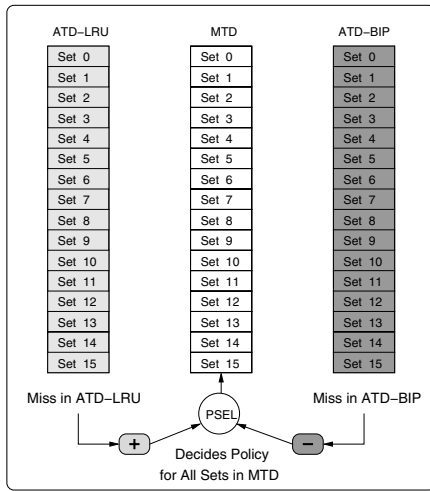 ATD–LRU MTD ATD–BIP
Set 0 Set 0 Set 0
Set 1 Set 1 Set 1
Set 2 Set 2 Set 2
Set 3 Set 3 Set 3
Set 4 Set 4 Set 4
Set 5 Set 5 Set 5
Set 6 Set 6 Set 6
Set 7 Set 7 Set 7
Set 8 Set 8 Set 8
Set 9 Set 9 Set 9
Set 10 Set 10 Set 10
Set 11 Set 11 Set 11
Set 12 Set 12 Set 12
Set 13 Set 13 Set 13
Set 14 Set 14 Set 14
Set 15 Set 15 Set 15
Miss in ATD–LRU Miss in ATD–BIP
PSEL
+ –
Decides Policy
for All Sets in MTD